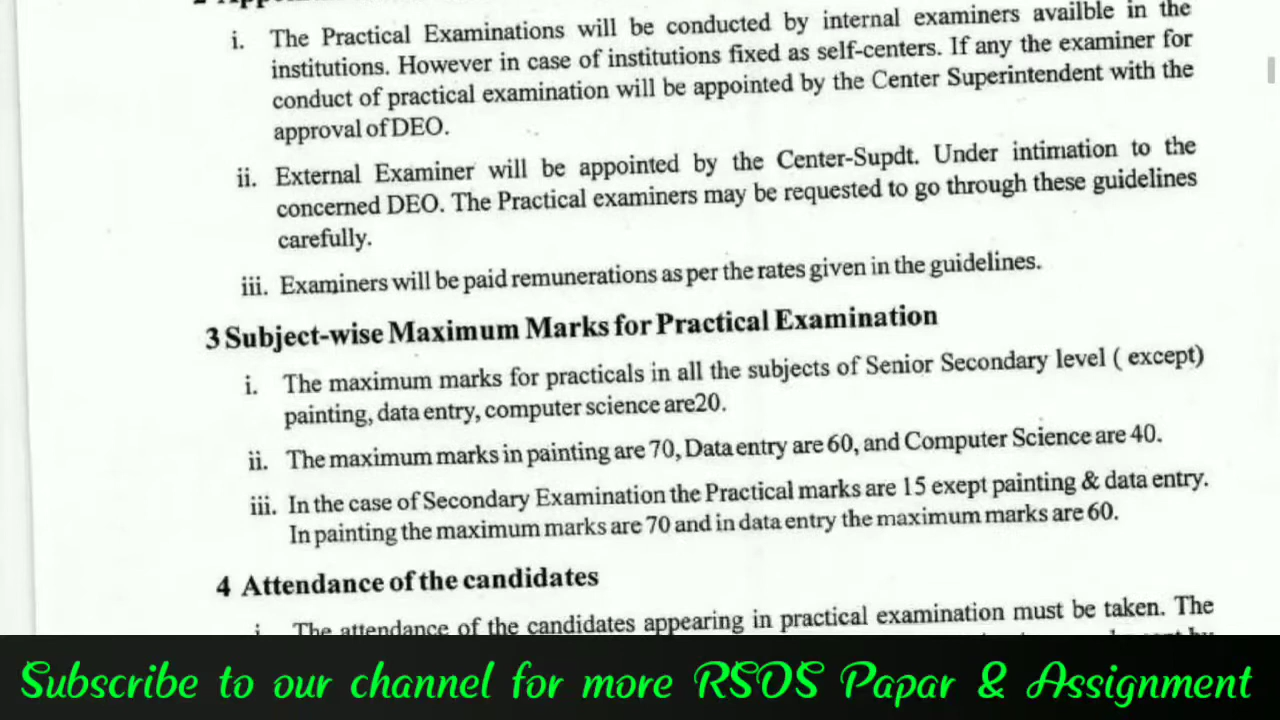 i. The Practical Examinations will be conducted by internal examiners availble in the
institutions. However in case of institutions fixed as self-centers. If any the examiner for
conduct of practical examination will be appointed by the Center Superintendent with the
approval of DEO.
ii. External Examiner will be appointed by the Center-Supdt. Under intimation to the
concerned DEO. The Practical examiners may be requested to go through these guidelines
carefully.
iii. Examiners will be paid remunerations as per the rates given in the guidelines.
3 Subject-wise Maximum Marks for Practical Examination
i. The maximum marks for practicals in all the subjects of Senior Secondary level ( except)
painting, data entry, computer science are20.
ii. The maximum marks in painting are 70, Data entry are 60, and Computer Science are 40.
iii. In the case of Secondary Examination the Practical marks are 15 exept painting & data entry.
In painting the maximum marks are 70 and in data entry the maximum marks are 60.
4 Attendance of the candidates
i. The attendance of the candidates appearing in practical examination must be taken. The
Subscribe to our channel for more RSOS Papar & Assignment